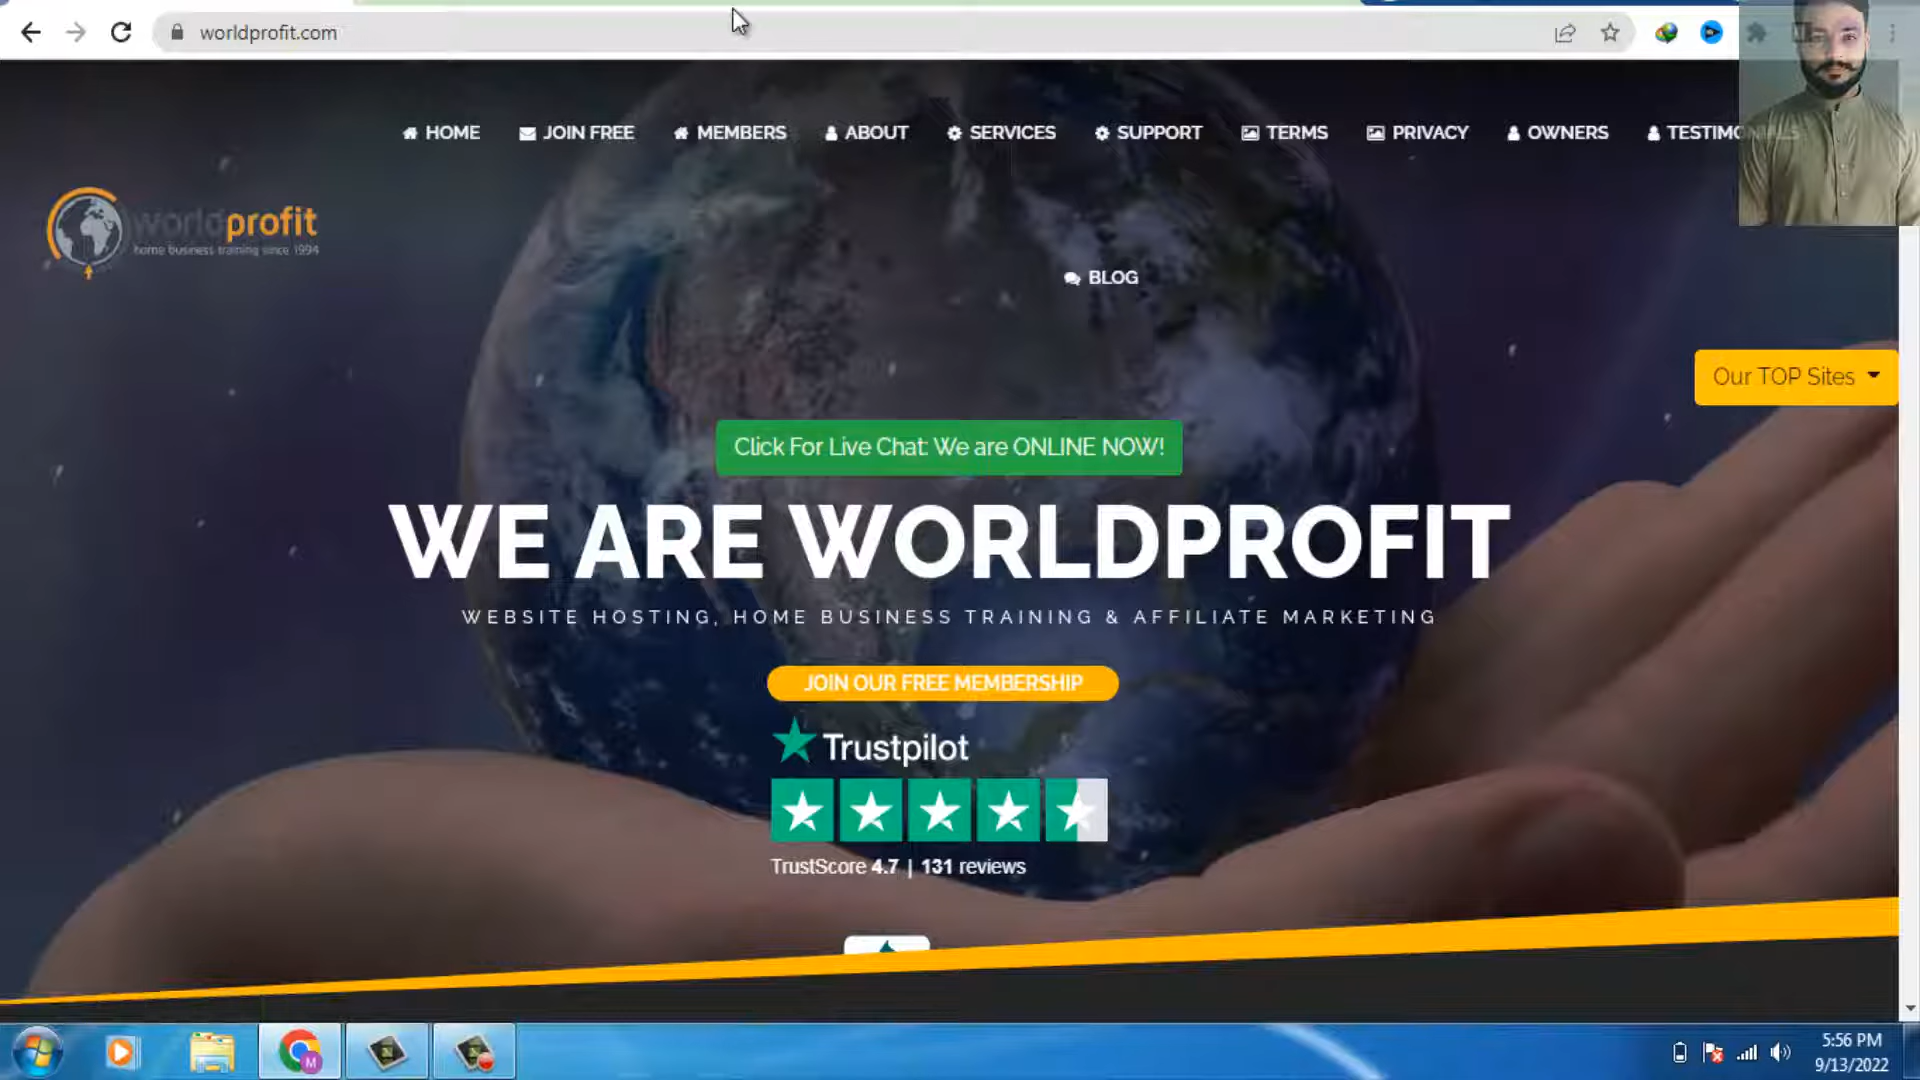 worldprofit.com
HOME JOIN FREE MEMBERS ABOUT SERVICES SUPPORT TERMS PRIVACY OWNERS TESTIMONIALS
worldprofit
home business training since 1994
BLOG
Our TOP Sites
Click For Live Chat: We are ONLINE NOW!
WE ARE WORLDPROFIT
WEBSITE HOSTING, HOME BUSINESS TRAINING & AFFILIATE MARKETING
JOIN OUR FREE MEMBERSHIP
Trustpilot
TrustScore 4.7 | 131 reviews
M
5:56 PM
9/13/2022